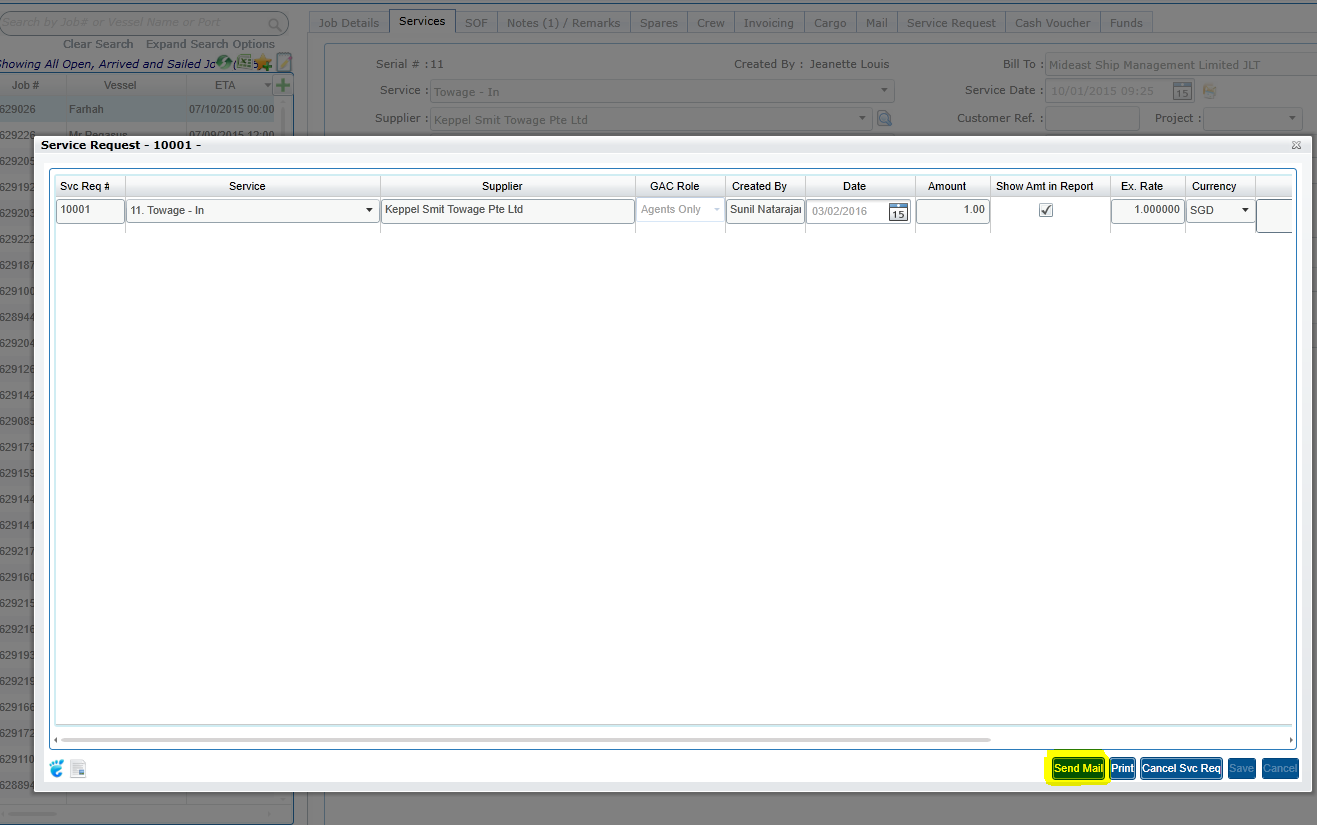 Search by Job# or Vessel Name or Port
Clear Search Expand Search Options
Showing All Open, Arrived and Sailed Jo
Job # Vessel ETA
629026 Farhah 07/10/2015 00:00
629226 Mr Pegasus 07/09/2015 12:00
629205
629192
629203
629222
629187
629100
628944
629204
629126
629142
629085
629173
629159
629144
629141
629217
629160
629215
629216
629193
629219
629166
629172
629110
628894
Job Details Services SOF Notes (1) / Remarks Spares Crew Invoicing Cargo Mail Service Request Cash Voucher Funds
Serial # : 11 Created By : Jeanette Louis Bill To : Mideast Ship Management Limited JLT
Service : Towage - In Service Date : 10/01/2015 09:25 15
Supplier : Keppel Smit Towage Pte Ltd Customer Ref. : Project :
Service Request - 10001 -
Svc Req # Service Supplier GAC Role Created By Date Amount Show Amt in Report Ex. Rate Currency
10001 11. Towage - In Keppel Smit Towage Pte Ltd Agents Only Sunil Natarajan 03/02/2016 15 1.00 1.000000 SGD
Send Mail Print Cancel Svc Req Save Cancel